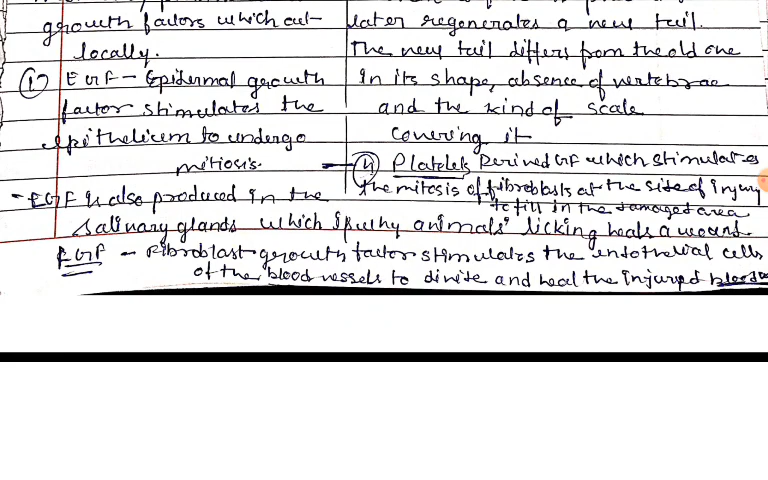 growth factors which act
locally.
① EGF - Epidermal growth
factor stimulates the
epithelium to undergo
mitiosis.
later regenerates a new tail.
The new tail differs from the old one
in its shape, absence of vertebrae
and the kind of scale
covering it
④ Platelets Derived GF which stimulates
the mitosis of fibroblasts at the site of injury
to fill in the damaged area
- EGF is also produced in the
salinary glands which is why animals' licking heals a wound.
FGF - Fibroblast growth factor stimulates the endothelial cells
of the blood vessels to divite and heal the injured blood